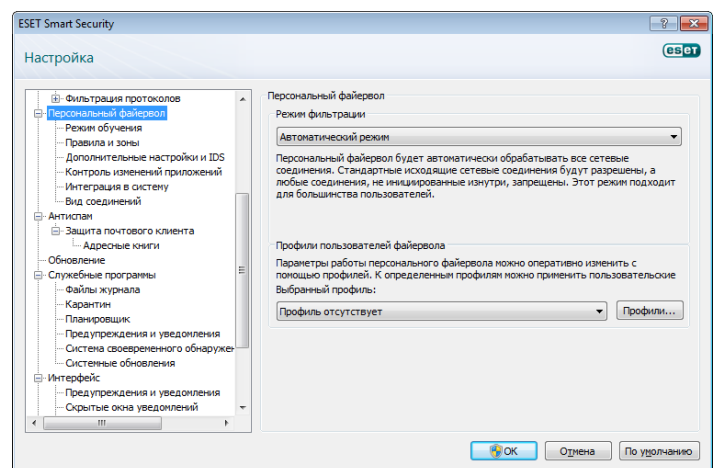 ESET Smart Security
Настройка
eset
Фильтрация протоколов
Персональный файервол
Режим обучения
Правила и зоны
Дополнительные настройки и IDS
Контроль изменений приложений
Интеграция в систему
Вид соединений
Антиспам
Защита почтового клиента
Адресные книги
Обновление
Служебные программы
Файлы журнала
Карантин
Планировщик
Предупреждения и уведомления
Система своевременного обнаружен
Системные обновления
Интерфейс
Предупреждения и уведомления
Скрытые окна уведомлений
Персональный файервол
Режим фильтрации
Автоматический режим
Персональный файервол будет автоматически обрабатывать все сетевые
соединения. Стандартные исходящие сетевые соединения будут разрешены, а
любые соединения, не инициированные изнутри, запрещены. Этот режим подходит
для большинства пользователей.
Профили пользователей файервола
Параметры работы персонального файервола можно оперативно изменить с
помощью профилей. К определенным профилям можно применить пользовательские
Выбранный профиль:
Профиль отсутствует
Профили...
OK
Отмена
По умолчанию